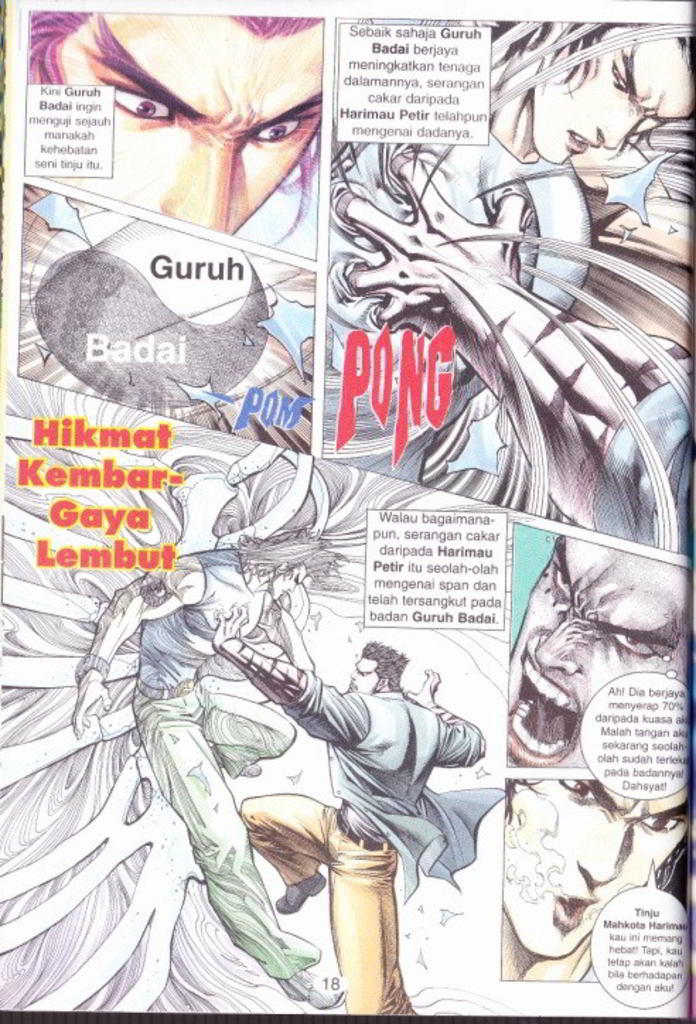 Kini Guruh
Badai ingin
menguji sejauh
manakah
kehebatan
seni tinju itu.
Sebaik sahaja Guruh
Badai berjaya
meningkatkan tenaga
dalamannya, serangan
cakar daripada
Harimau Petir telahpun
mengenai dadanya.
Guruh
Badai
POM
PONG
Hikmat
Kembar-
Gaya
Lembut
Walau bagaimana-
pun, serangan cakar
daripada Harimau
Petir itu seolah-olah
mengenai span dan
telah tersangkut pada
badan Guruh Badai.
Ah! Dia berjaya
menyerap 70%
daripada kuasa
Malah tangan
sekarang seolah-
olah sudah
pada badannya!
Dahsyat!
Tinju
Mahkota Harimau
kau ini memang
hebat! Tapi, kau
tetap akan kalah
bila berhadapan
dengan aku!
18